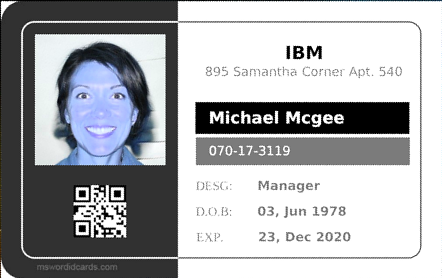 IBM
895 Samantha Corner Apt. 540
Michael Mcgee
070-17-3119
DESG: Manager
D.O.B: 03, Jun 1978
EXP. 23, Dec 2020
mswordidcards.com